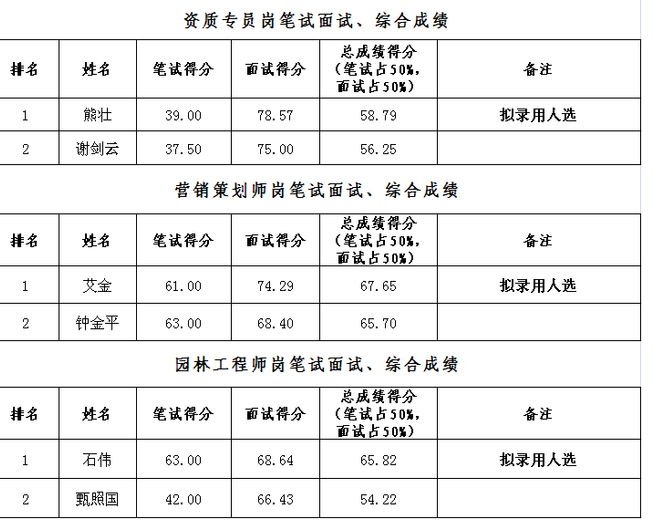 资质专员岗笔试面试、综合成绩
排名 姓名 笔试得分 面试得分 总成绩得分（笔试占50%，面试占50%） 备注
1 熊壮 39.00 78.57 58.79 拟录用人选
2 谢剑云 37.50 75.00 56.25
营销策划师岗笔试面试、综合成绩
排名 姓名 笔试得分 面试得分 总成绩得分（笔试占50%，面试占50%） 备注
1 艾金 61.00 74.29 67.65 拟录用人选
2 钟金平 63.00 68.40 65.70
园林工程师岗笔试面试、综合成绩
排名 姓名 笔试得分 面试得分 总成绩得分（笔试占50%，面试占50%） 备注
1 石伟 63.00 68.64 65.82 拟录用人选
2 甄照国 42.00 66.43 54.22